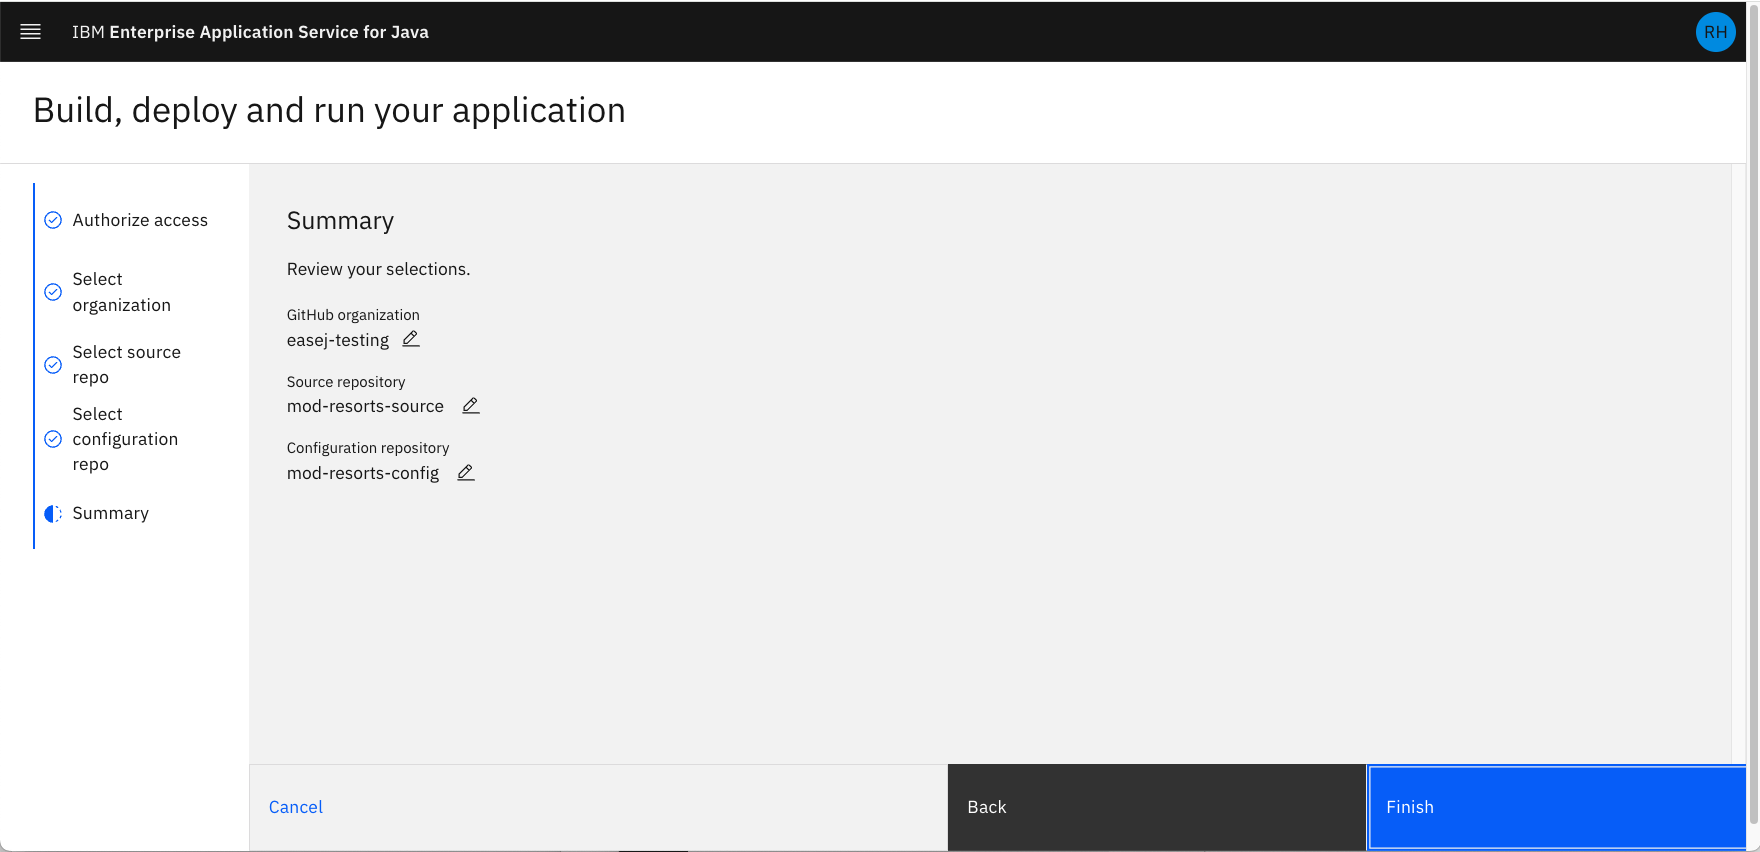 IBM Enterprise Application Service for Java
RH
Build, deploy and run your application
Authorize access
Select
organization
Select source
repo
Select
configuration
repo
Summary
Summary
Review your selections.
GitHub organization
easej-testing
Source repository
mod-resorts-source
Configuration repository
mod-resorts-config
Cancel
Back
Finish